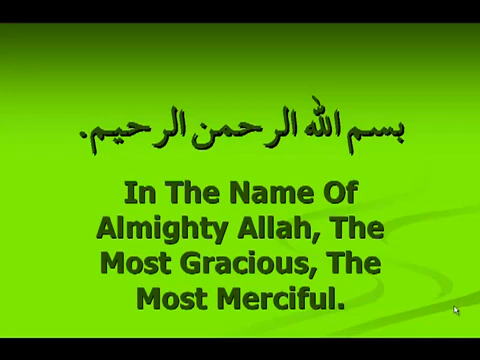 بسم الله الرحمن الرحيم.
In The Name Of
Almighty Allah, The
Most Gracious, The
Most Merciful.